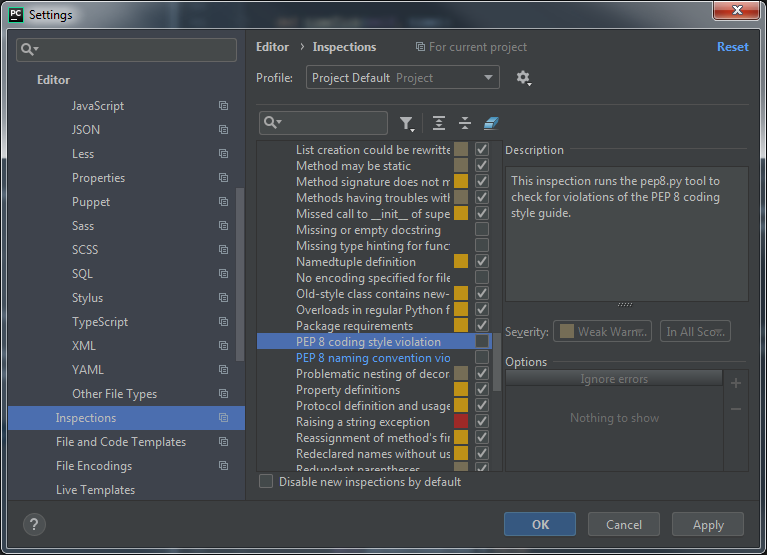 PC
Settings
X
Editor
JavaScript
JSON
Less
Properties
Puppet
Sass
SCSS
SQL
Stylus
TypeScript
XML
YAML
Other File Types
Inspections
File and Code Templates
File Encodings
Live Templates
?
Editor › Inspections
For current project
Reset
Profile:
Project Default Project
List creation could be rewritte
Method may be static
Method signature does not m
Methods having troubles with
Missed call to __init__ of supe
Missing or empty docstring
Missing type hinting for funct
Namedtuple definition
No encoding specified for file
Old-style class contains new-
Overloads in regular Python f
Package requirements
PEP 8 coding style violation
PEP 8 naming convention vio
Problematic nesting of decor
Property definitions
Protocol definition and usage
Raising a string exception
Reassignment of method's fir
Redeclared names without us
Redundant parentheses
Disable new inspections by default
Description
This inspection runs the pep8.py tool to
check for violations of the PEP 8 coding
style guide.
Severity:
Weak Warn...
In All Sco...
Options
Ignore errors
Nothing to show
OK
Cancel
Apply